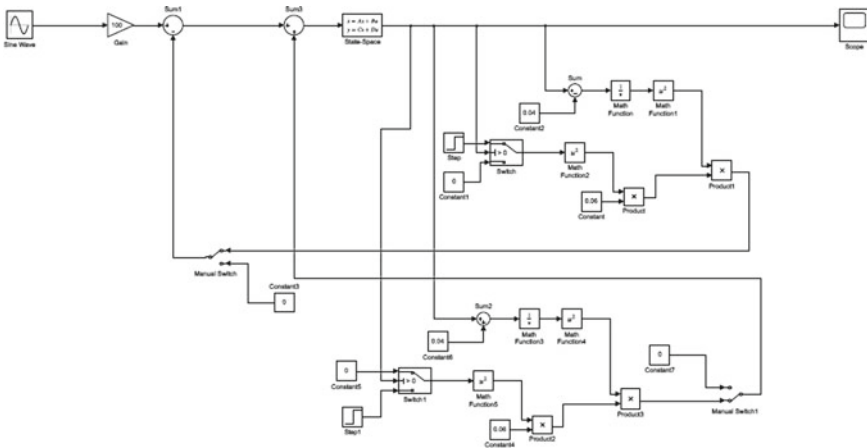 Sine Wave
100
Gain
Sum1
Sum3
ẋ = Ax + Bu
y = Cx + Du
State-Space
Scope
Sum
0.04
Constant2
Math
Function
u²
Math
Function1
Step
> 0
Switch
0
Constant1
u²
Math
Function2
0.06
Constant
×
Product
×
Product1
Manual Switch
Constant3
0
Sum2
0.04
Constant6
Math
Function3
u²
Math
Function4
0
Constant5
> 0
Switch1
Step1
u²
Math
Function5
0.06
Constant4
×
Product2
×
Product3
0
Constant7
Manual Switch1